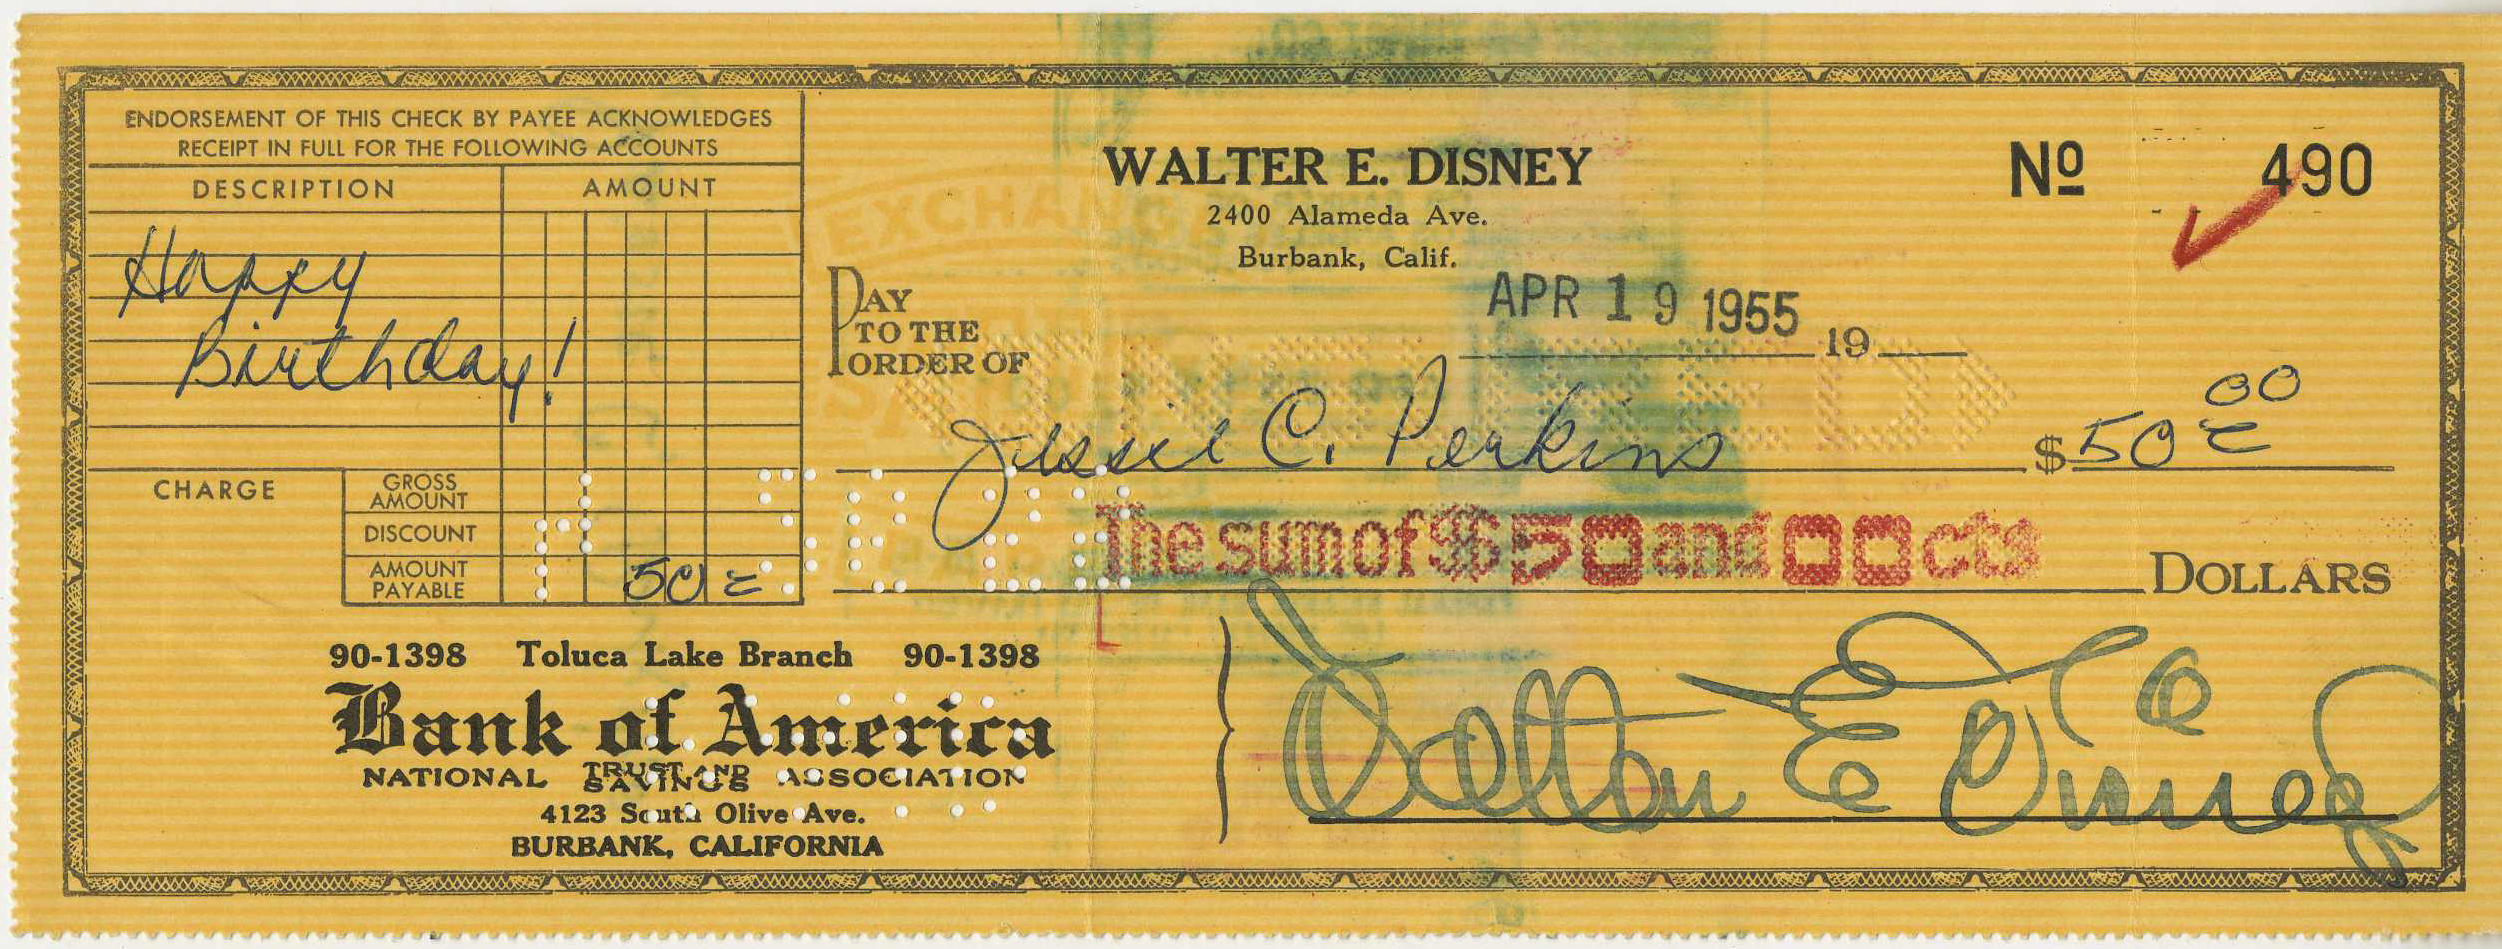 ENDORSEMENT OF THIS CHECK BY PAYEE ACKNOWLEDGES
RECEIPT IN FULL FOR THE FOLLOWING ACCOUNTS
DESCRIPTION AMOUNT
Happy
Birthday!
CHARGE
GROSS AMOUNT
DISCOUNT
AMOUNT PAYABLE 50
90-1398 Toluca Lake Branch 90-1398
Bank of America
NATIONAL TRUST AND SAVINGS ASSOCIATION
4123 South Olive Ave.
BURBANK, CALIFORNIA
WALTER E. DISNEY
2400 Alameda Ave.
Burbank, Calif.
Nº 490
APR 19 1955 19
PAY TO THE ORDER OF
Jessie C. Perkins $50 00
The sum of $50 and 00 cts DOLLARS
Walter E Disney
EXCHANGE